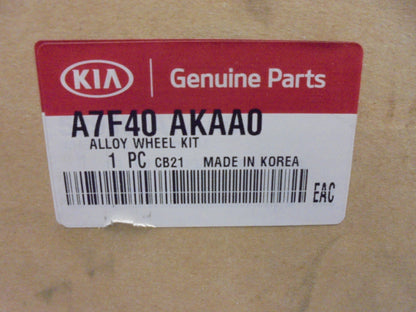 KIA Genuine Parts
A7F40 AKAA0
ALLOY WHEEL KIT
1 PC CB21 MADE IN KOREA
EAC